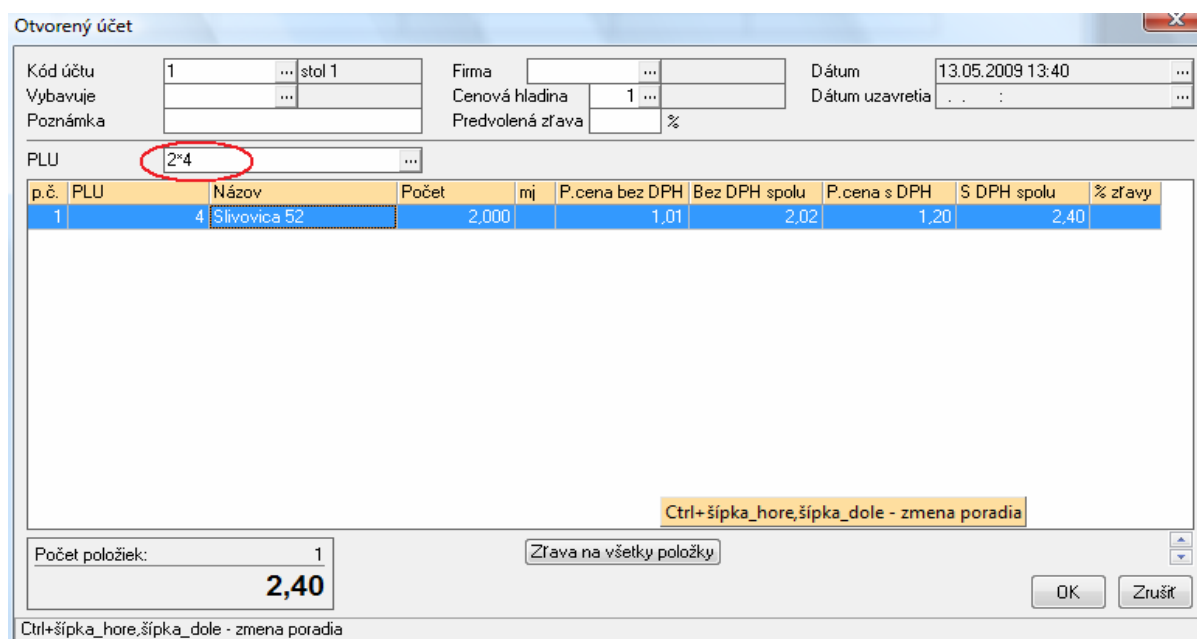 Otvorený účet
Kód účtu 1 ... stol 1 Firma ... Dátum 13.05.2009 13:40 ...
Vybavuje ... Cenová hladina 1 ... Dátum uzavretia . . : ...
Poznámka Predvolená zľava %
PLU 2*4 ...
p.č. PLU Názov Počet mj P.cena bez DPH Bez DPH spolu P.cena s DPH S DPH spolu % zľavy
1 4 Slivovica 52 2,000 1,01 2,02 1,20 2,40
Ctrl+šípka_hore,šípka_dole - zmena poradia
Počet položiek: 1 Zľava na všetky položky
2,40 OK Zrušiť
Ctrl+šípka_hore,šípka_dole - zmena poradia